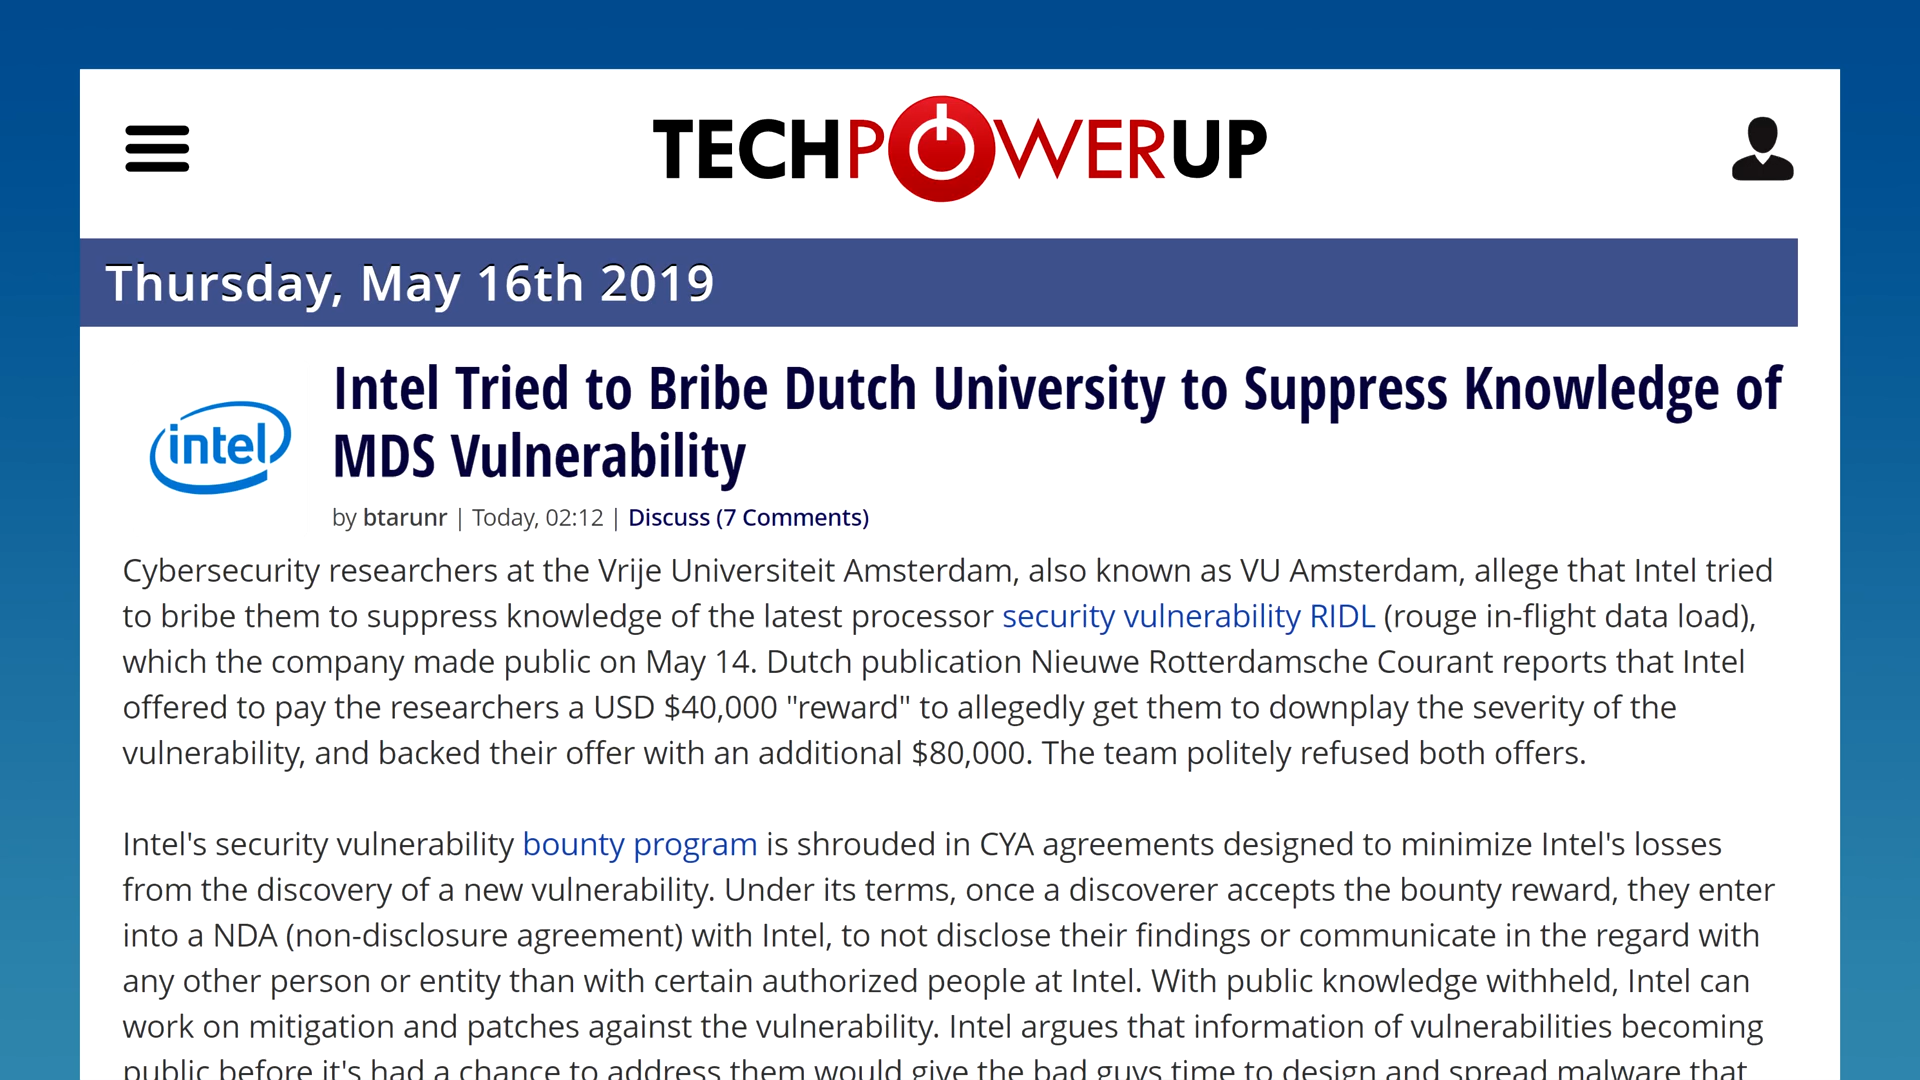 TECHPOWERUP
Thursday, May 16th 2019
intel
Intel Tried to Bribe Dutch University to Suppress Knowledge of
MDS Vulnerability
by btarunr | Today, 02:12 | Discuss (7 Comments)
Cybersecurity researchers at the Vrije Universiteit Amsterdam, also known as VU Amsterdam, allege that Intel tried
to bribe them to suppress knowledge of the latest processor security vulnerability RIDL (rouge in-flight data load),
which the company made public on May 14. Dutch publication Nieuwe Rotterdamsche Courant reports that Intel
offered to pay the researchers a USD $40,000 "reward" to allegedly get them to downplay the severity of the
vulnerability, and backed their offer with an additional $80,000. The team politely refused both offers.
Intel's security vulnerability bounty program is shrouded in CYA agreements designed to minimize Intel's losses
from the discovery of a new vulnerability. Under its terms, once a discoverer accepts the bounty reward, they enter
into a NDA (non-disclosure agreement) with Intel, to not disclose their findings or communicate in the regard with
any other person or entity than with certain authorized people at Intel. With public knowledge withheld, Intel can
work on mitigation and patches against the vulnerability. Intel argues that information of vulnerabilities becoming
public before it's had a chance to address them would give the bad guys time to design and spread malware that